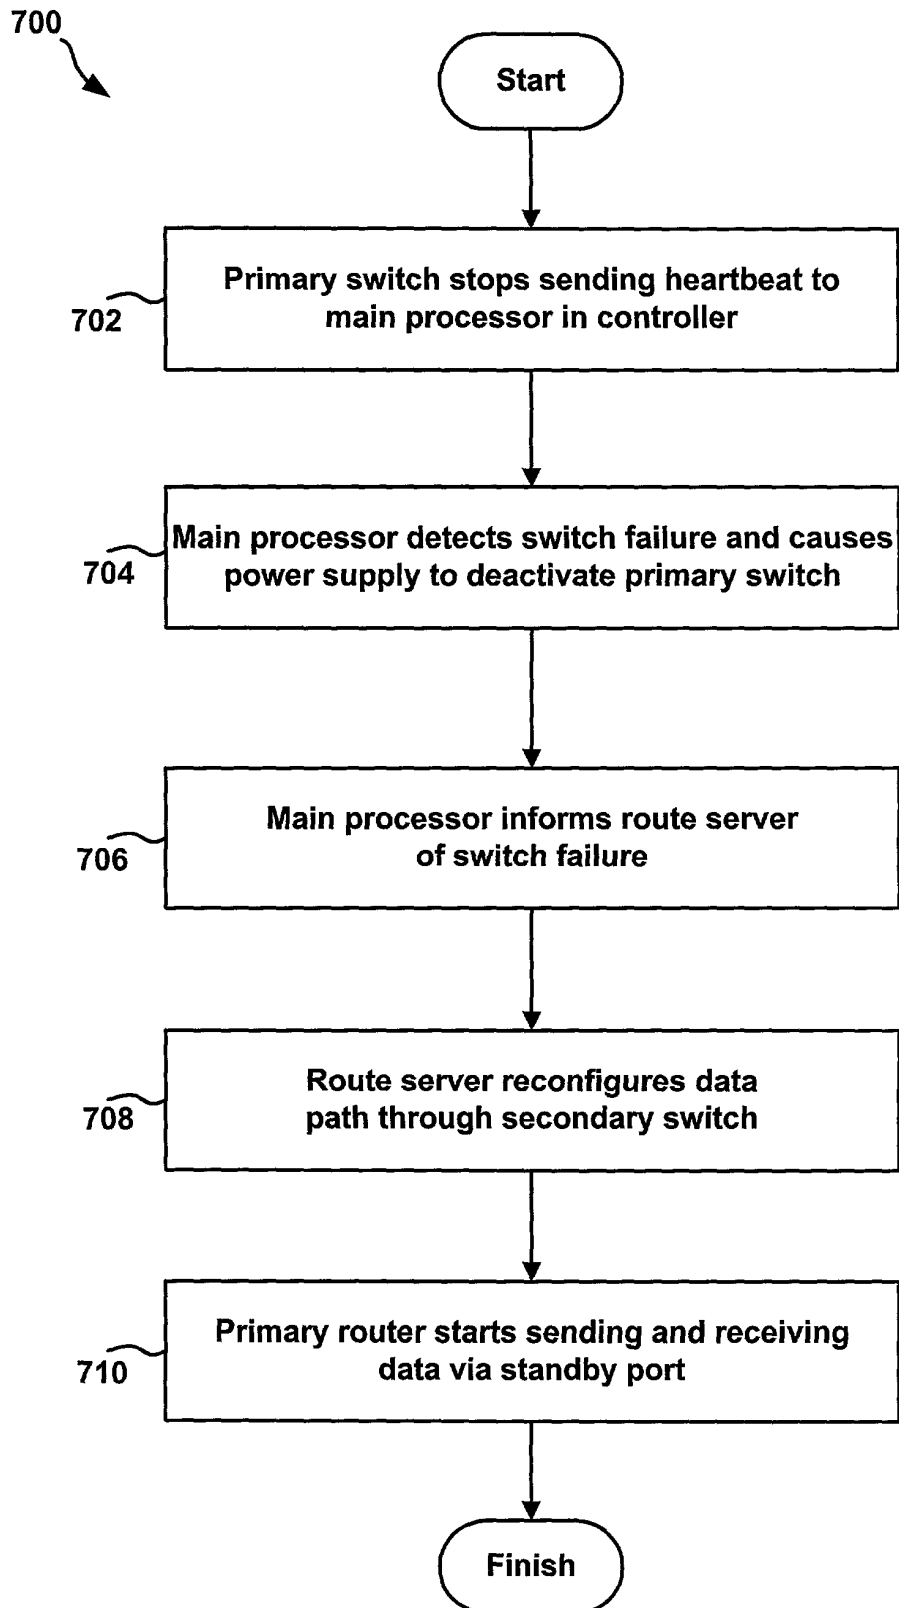 700
Start
Primary switch stops sending heartbeat to
main processor in controller
702
Main processor detects switch failure and causes
power supply to deactivate primary switch
704
Main processor informs route server
of switch failure
706
Route server reconfigures data
path through secondary switch
708
Primary router starts sending and receiving
data via standby port
710
Finish